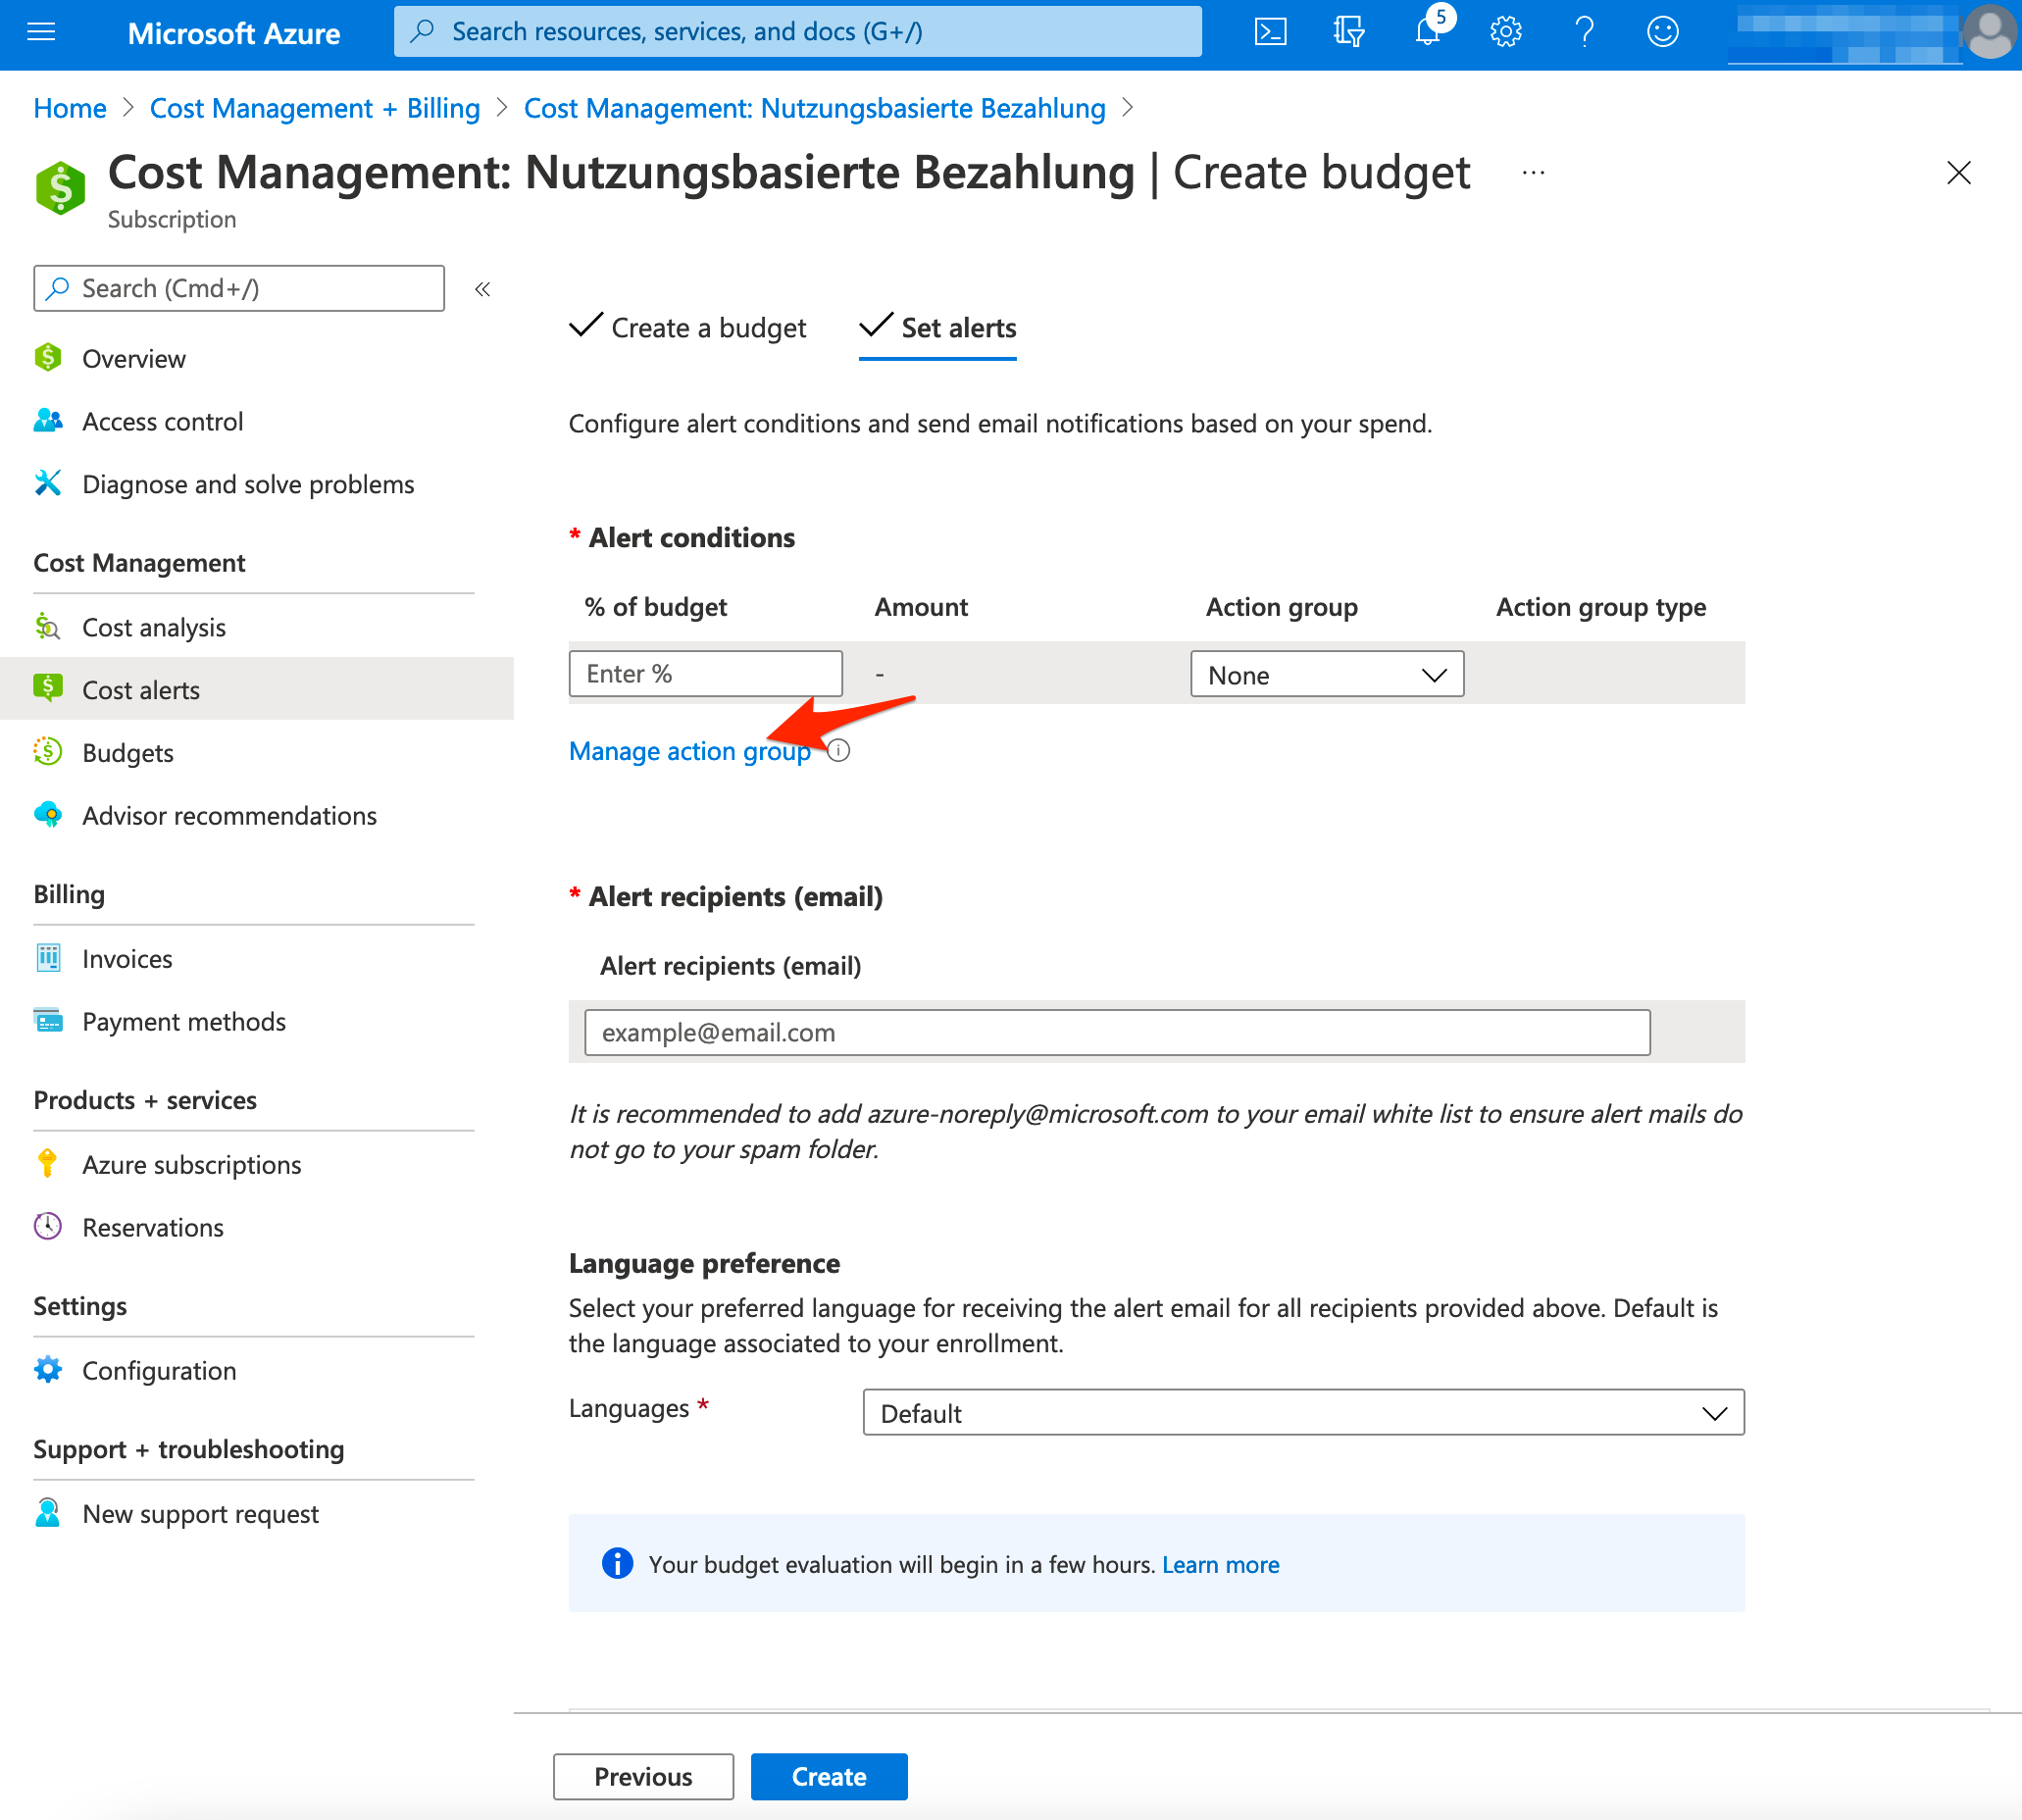 Microsoft Azure
Search resources, services, and docs (G+/)
5
Home > Cost Management + Billing > Cost Management: Nutzungsbasierte Bezahlung >
Cost Management: Nutzungsbasierte Bezahlung | Create budget ...
Subscription
Search (Cmd+/)
«
Overview
Access control
Diagnose and solve problems
Cost Management
Cost analysis
Cost alerts
Budgets
Advisor recommendations
Billing
Invoices
Payment methods
Products + services
Azure subscriptions
Reservations
Settings
Configuration
Support + troubleshooting
New support request
Create a budget
Set alerts
Configure alert conditions and send email notifications based on your spend.
* Alert conditions
% of budget Amount Action group Action group type
Enter % - None
Manage action group
* Alert recipients (email)
Alert recipients (email)
example@email.com
It is recommended to add azure-noreply@microsoft.com to your email white list to ensure alert mails do
not go to your spam folder.
Language preference
Select your preferred language for receiving the alert email for all recipients provided above. Default is
the language associated to your enrollment.
Languages * Default
Your budget evaluation will begin in a few hours. Learn more
Previous Create